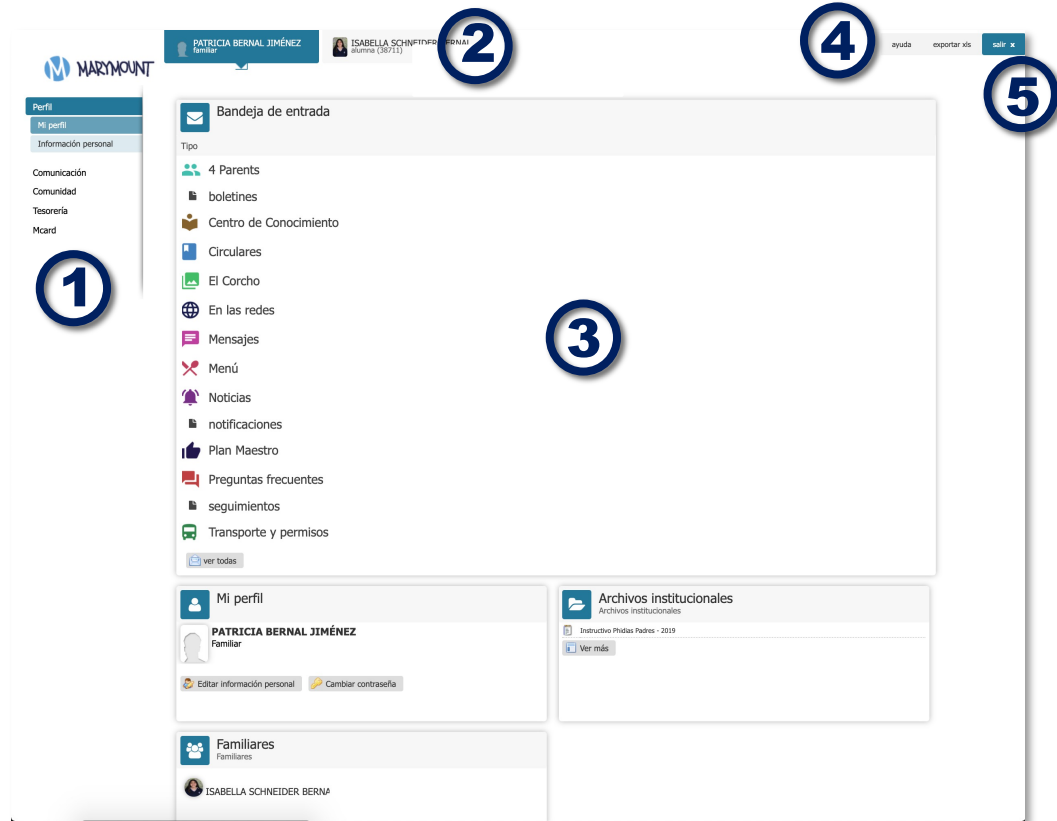 PATRICIA BERNAL JIMÉNEZ
familiar
ISABELLA SCHNEIDER BERNAL
alumna (38711)
2
4
ayuda
exportar xls
salir x
5
MARYMOUNT
Perfil
Mi perfil
Información personal
Comunicación
Comunidad
Tesorería
Mcard
1
Bandeja de entrada
Tipo
4 Parents
boletines
Centro de Conocimiento
Circulares
El Corcho
En las redes
Mensajes
Menú
Noticias
notificaciones
Plan Maestro
Preguntas frecuentes
seguimientos
Transporte y permisos
ver todas
3
Mi perfil
PATRICIA BERNAL JIMÉNEZ
Familiar
Editar información personal
Cambiar contraseña
Archivos institucionales
Archivos institucionales
Instructivo Phidias Padres - 2019
Ver más
Familiares
Familiares
ISABELLA SCHNEIDER BERNA